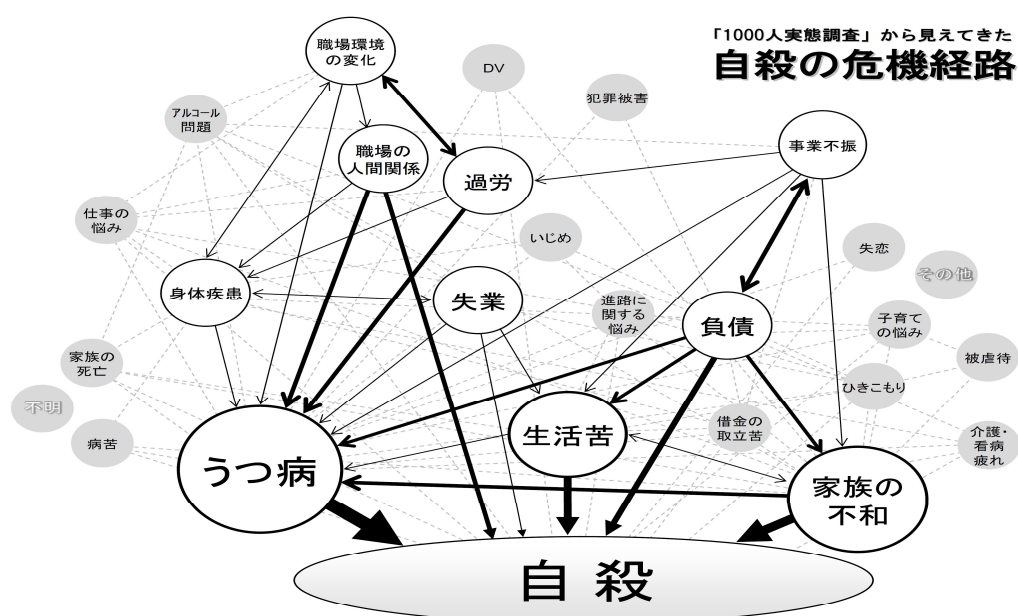 「1000人実態調査」から見えてきた
自殺の危機経路
職場環境
の変化
DV
犯罪被害
アルコール
問題
職場の
人間関係
過労
事業不振
仕事の
悩み
いじめ
失恋
その他
身体疾患
失業
進路に
関する
悩み
負債
子育て
の悩み
家族の
死亡
被虐待
ひきこもり
不明
病苦
うつ病
生活苦
借金の
取立苦
介護・
看病
疲れ
家族の
不和
自殺